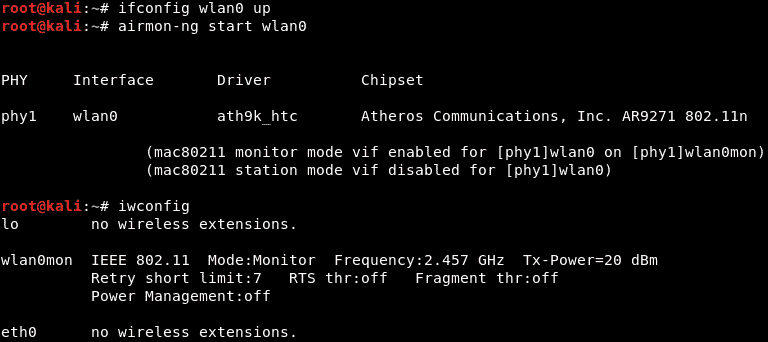 root@kali:~# ifconfig wlan0 up
root@kali:~# airmon-ng start wlan0
PHY     Interface       Driver          Chipset
phy1    wlan0           ath9k_htc       Atheros Communications, Inc. AR9271 802.11n
                (mac80211 monitor mode vif enabled for [phy1]wlan0 on [phy1]wlan0mon)
                (mac80211 station mode vif disabled for [phy1]wlan0)
root@kali:~# iwconfig
lo        no wireless extensions.
wlan0mon  IEEE 802.11  Mode:Monitor  Frequency:2.457 GHz  Tx-Power=20 dBm
          Retry short limit:7   RTS thr:off   Fragment thr:off
          Power Management:off
eth0      no wireless extensions.